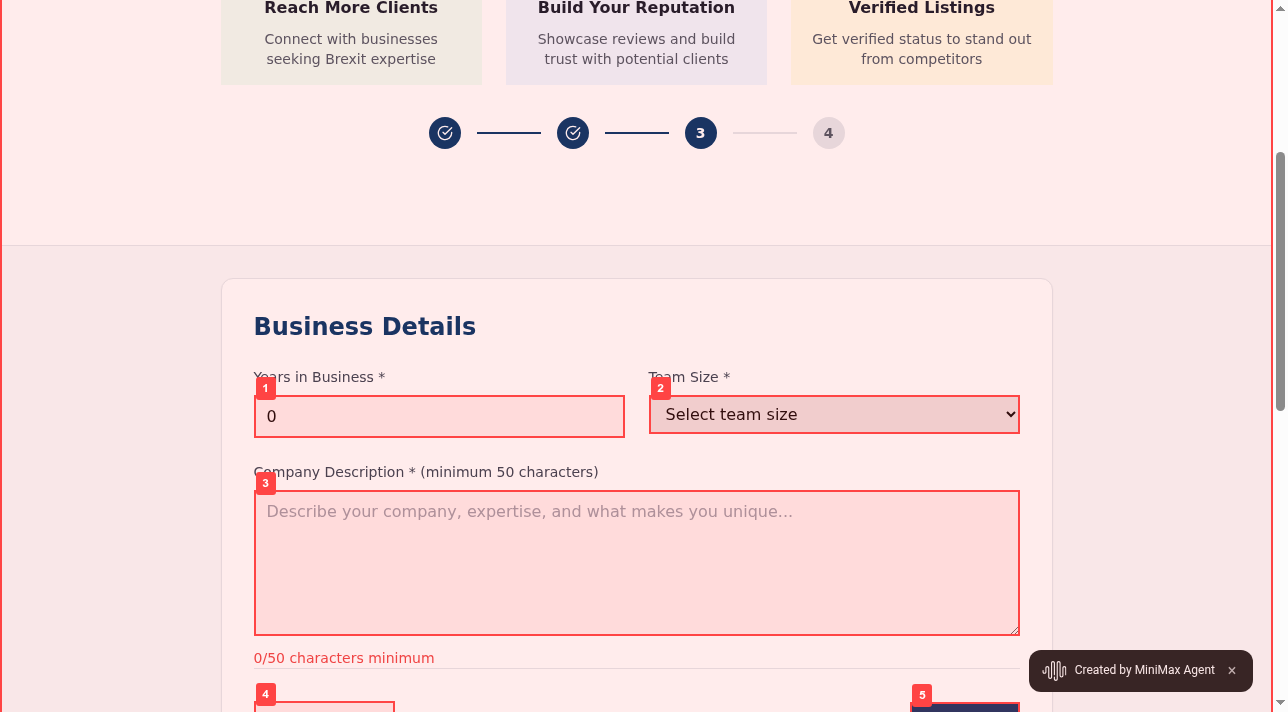 Reach More Clients
Connect with businesses
seeking Brexit expertise
Build Your Reputation
Showcase reviews and build
trust with potential clients
Verified Listings
Get verified status to stand out
from competitors
3
4
Business Details
Years in Business *
1
0
Team Size *
2
Select team size
Company Description * (minimum 50 characters)
3
Describe your company, expertise, and what makes you unique...
0/50 characters minimum
Created by MiniMax Agent ×
4
5